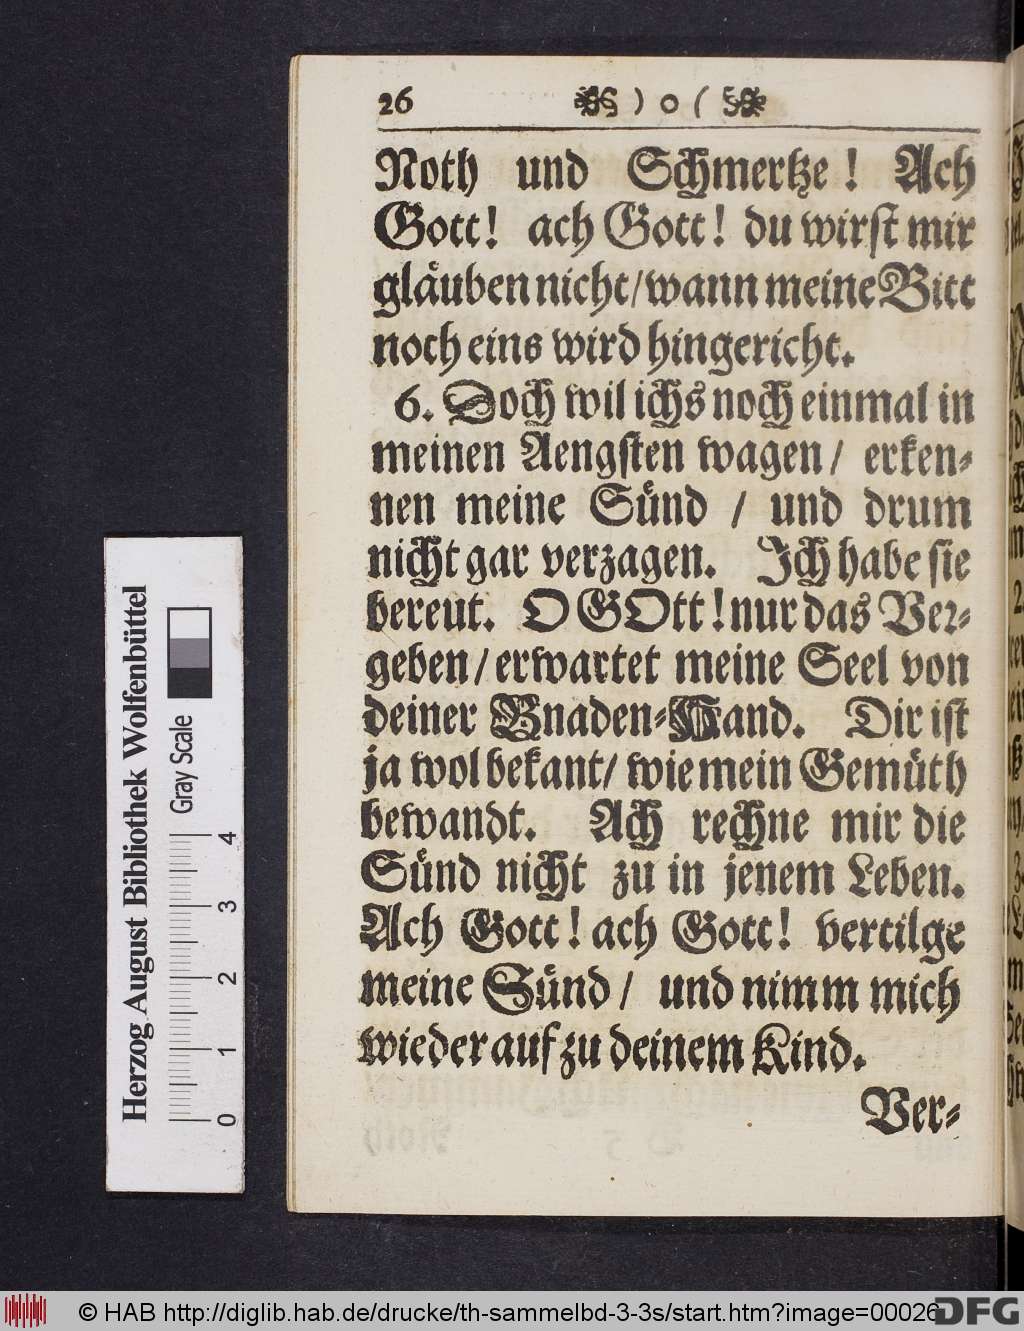 26 ) o (
Noth und Schmertze! Ach
Gott! ach Gott! du wirst mir
gläuben nicht/wann meine Bitt
noch eins wird hingericht.
6. Doch wil ichs noch einmal in
meinen Aengsten wagen/ erken-
nen meine Sünd / und drum
nicht gar verzagen. Ich habe sie
bereut. O GOtt! nur das Ver-
geben/ erwartet meine Seel von
deiner Gnaden-Hand. Dir ist
ja wol bekant/ wie mein Gemüth
bewandt. Ach rechne mir die
Sünd nicht zu in jenem Leben.
Ach Gott! ach Gott! vertilge
meine Sünd/ und nimm mich
wieder auf zu deinem Kind.
Ver-
Herzog August Bibliothek Wolfenbüttel
Gray Scale
0 1 2 3 4
© HAB http://diglib.hab.de/drucke/th-sammelbd-3-3s/start.htm?image=00026
DFG